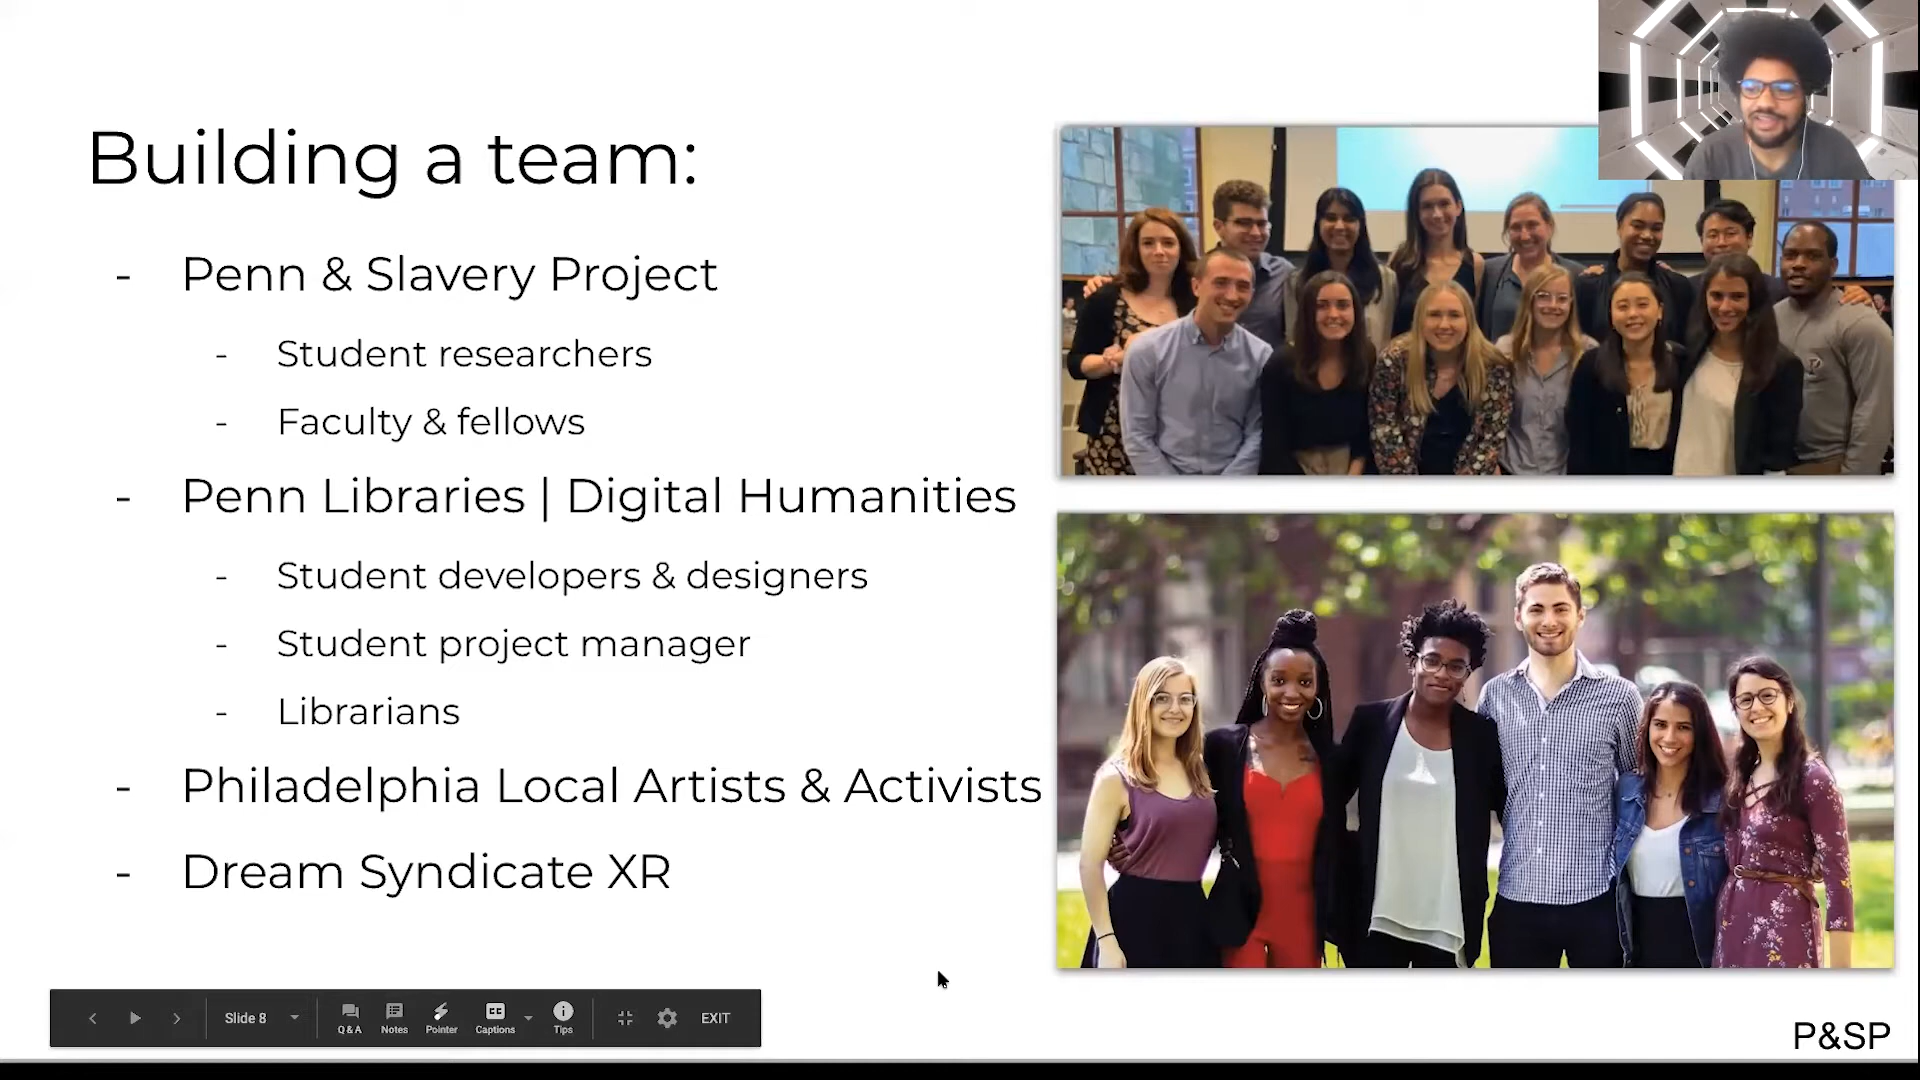 Building a team:
- Penn & Slavery Project
- Student researchers
- Faculty & fellows
- Penn Libraries | Digital Humanities
- Student developers & designers
- Student project manager
- Librarians
- Philadelphia Local Artists & Activists
- Dream Syndicate XR
Slide 8 Q&A Notes Pointer CC Captions Tips EXIT
P&SP